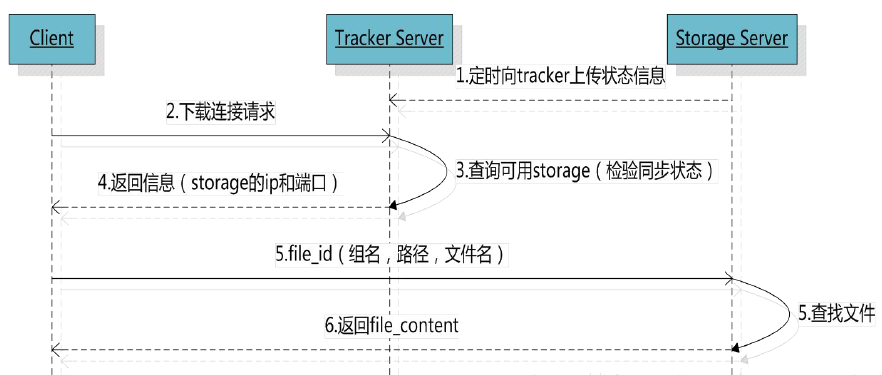 Client
Tracker Server
Storage Server
1.定时向tracker上传状态信息
2.下载连接请求
3.查询可用storage（检验同步状态）
4.返回信息（storage的ip和端口）
5.file_id（组名，路径，文件名）
5.查找文件
6.返回file_content